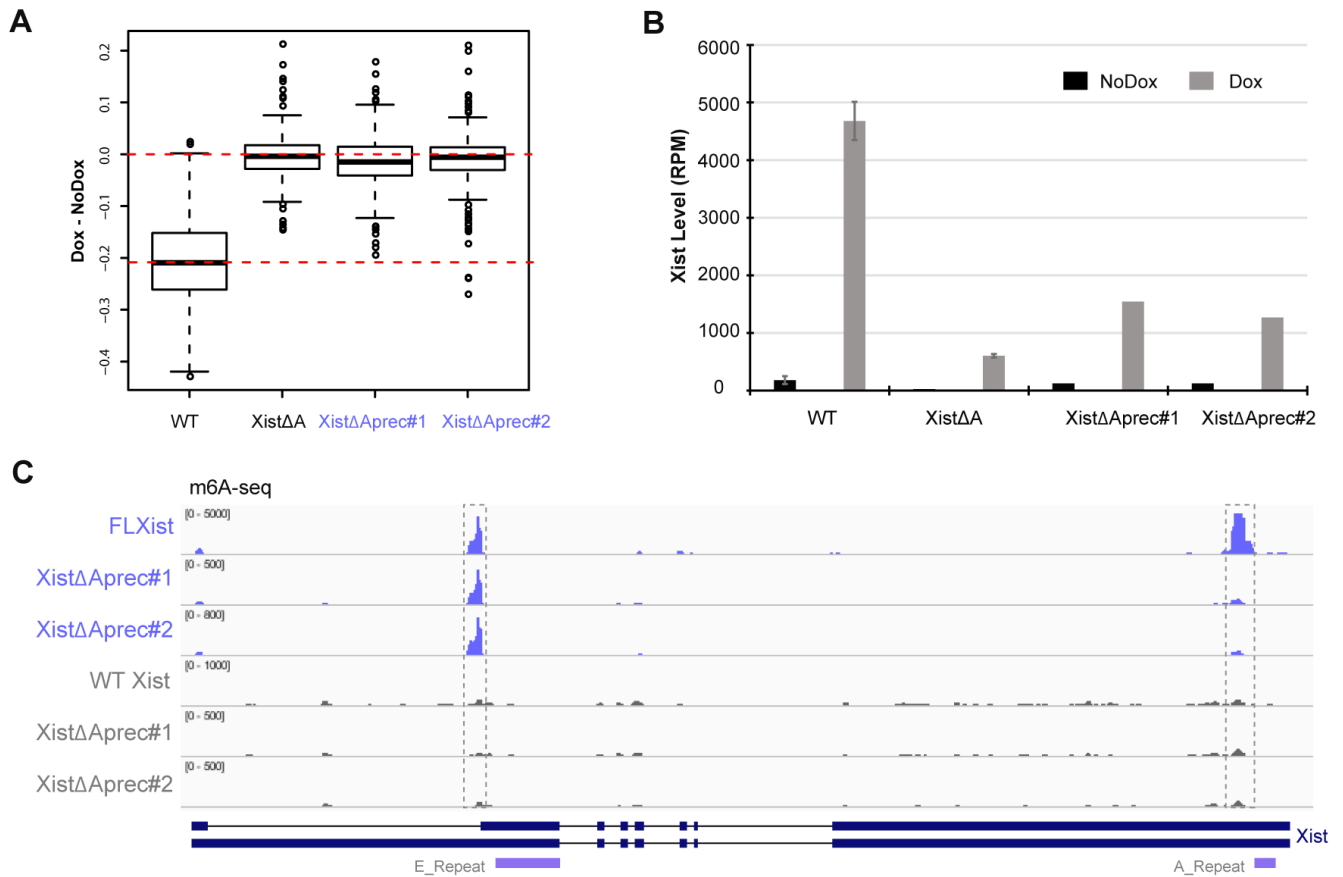 A
Dox - NoDox
0.2
0.1
0.0
−0.1
−0.2
−0.3
−0.4
WT
XistΔA
XistΔAprec#1
XistΔAprec#2
B
Xist Level (RPM)
6000
5000
4000
3000
2000
1000
0
NoDox
Dox
WT
XistΔA
XistΔAprec#1
XistΔAprec#2
C
m6A-seq
FLXist
[0 - 5000]
XistΔAprec#1
[0 - 500]
XistΔAprec#2
[0 - 800]
WT Xist
[0 - 1000]
XistΔAprec#1
[0 - 500]
XistΔAprec#2
[0 - 500]
Xist
E_Repeat
A_Repeat